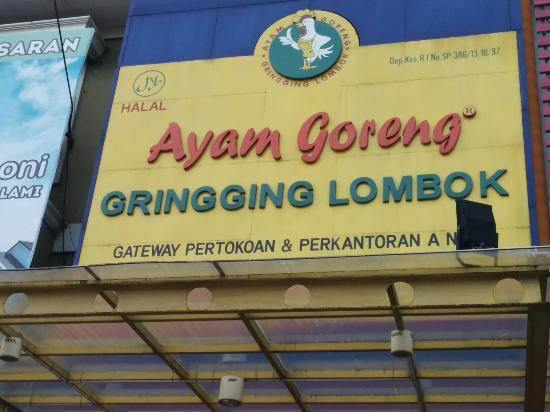 SARAN
oni
LAMI
AYAM GORENG
GRINGGING LOMBOK
Dep. Kes. R I No. SP. 386/13.10/97
HALAL
Ayam Goreng®
GRINGGING LOMBOK
GATEWAY PERTOKOAN & PERKANTORAN A N